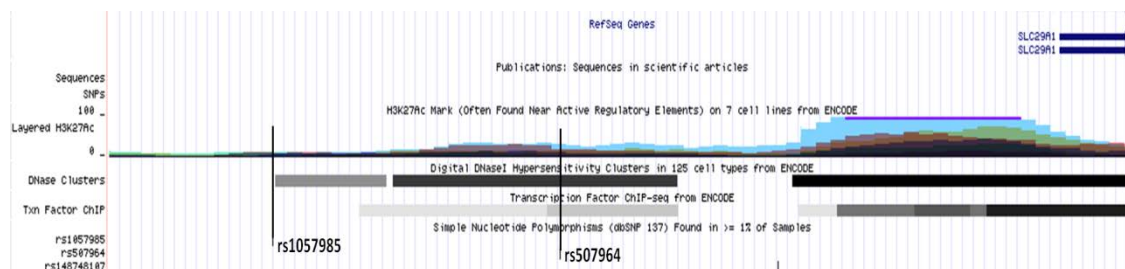 RefSeq Genes
SLC29A1
SLC29A1
Publications: Sequences in scientific articles
Sequences
SNPs
H3K27Ac Mark (Often Found Near Active Regulatory Elements) on 7 cell lines from ENCODE
100 _
Layered H3K27Ac
0 _
Digital DNaseI Hypersensitivity Clusters in 125 cell types from ENCODE
DNase Clusters
Transcription Factor ChIP-seq from ENCODE
Txn Factor ChIP
Simple Nucleotide Polymorphisms (dbSNP 137) Found in >= 1% of Samples
rs1057985
rs1057985
rs507964
rs507964
rs148748107